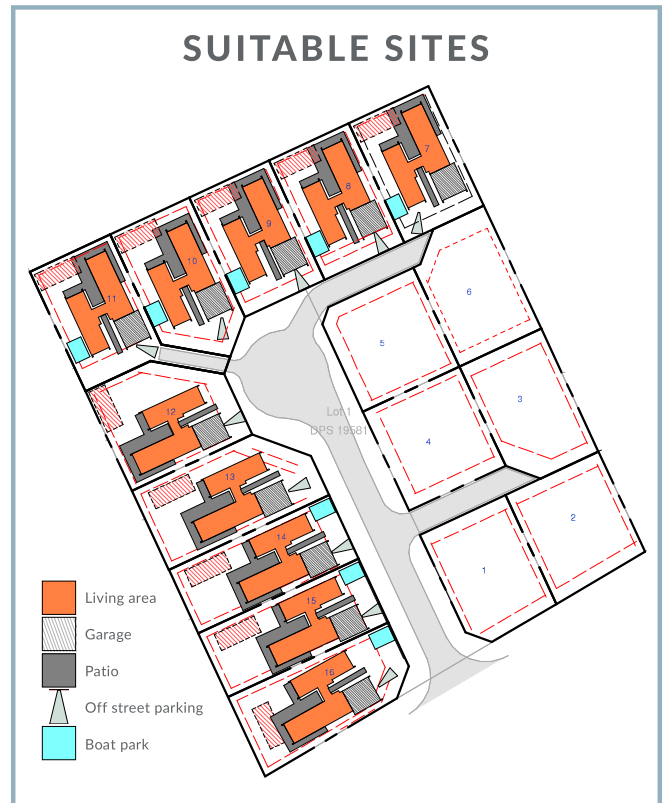 SUITABLE SITES
7
8
9
10
11
6
5
3
12
Lot 1
DPS 19581
4
13
2
14
1
15
16
Living area
Garage
Patio
Off street parking
Boat park